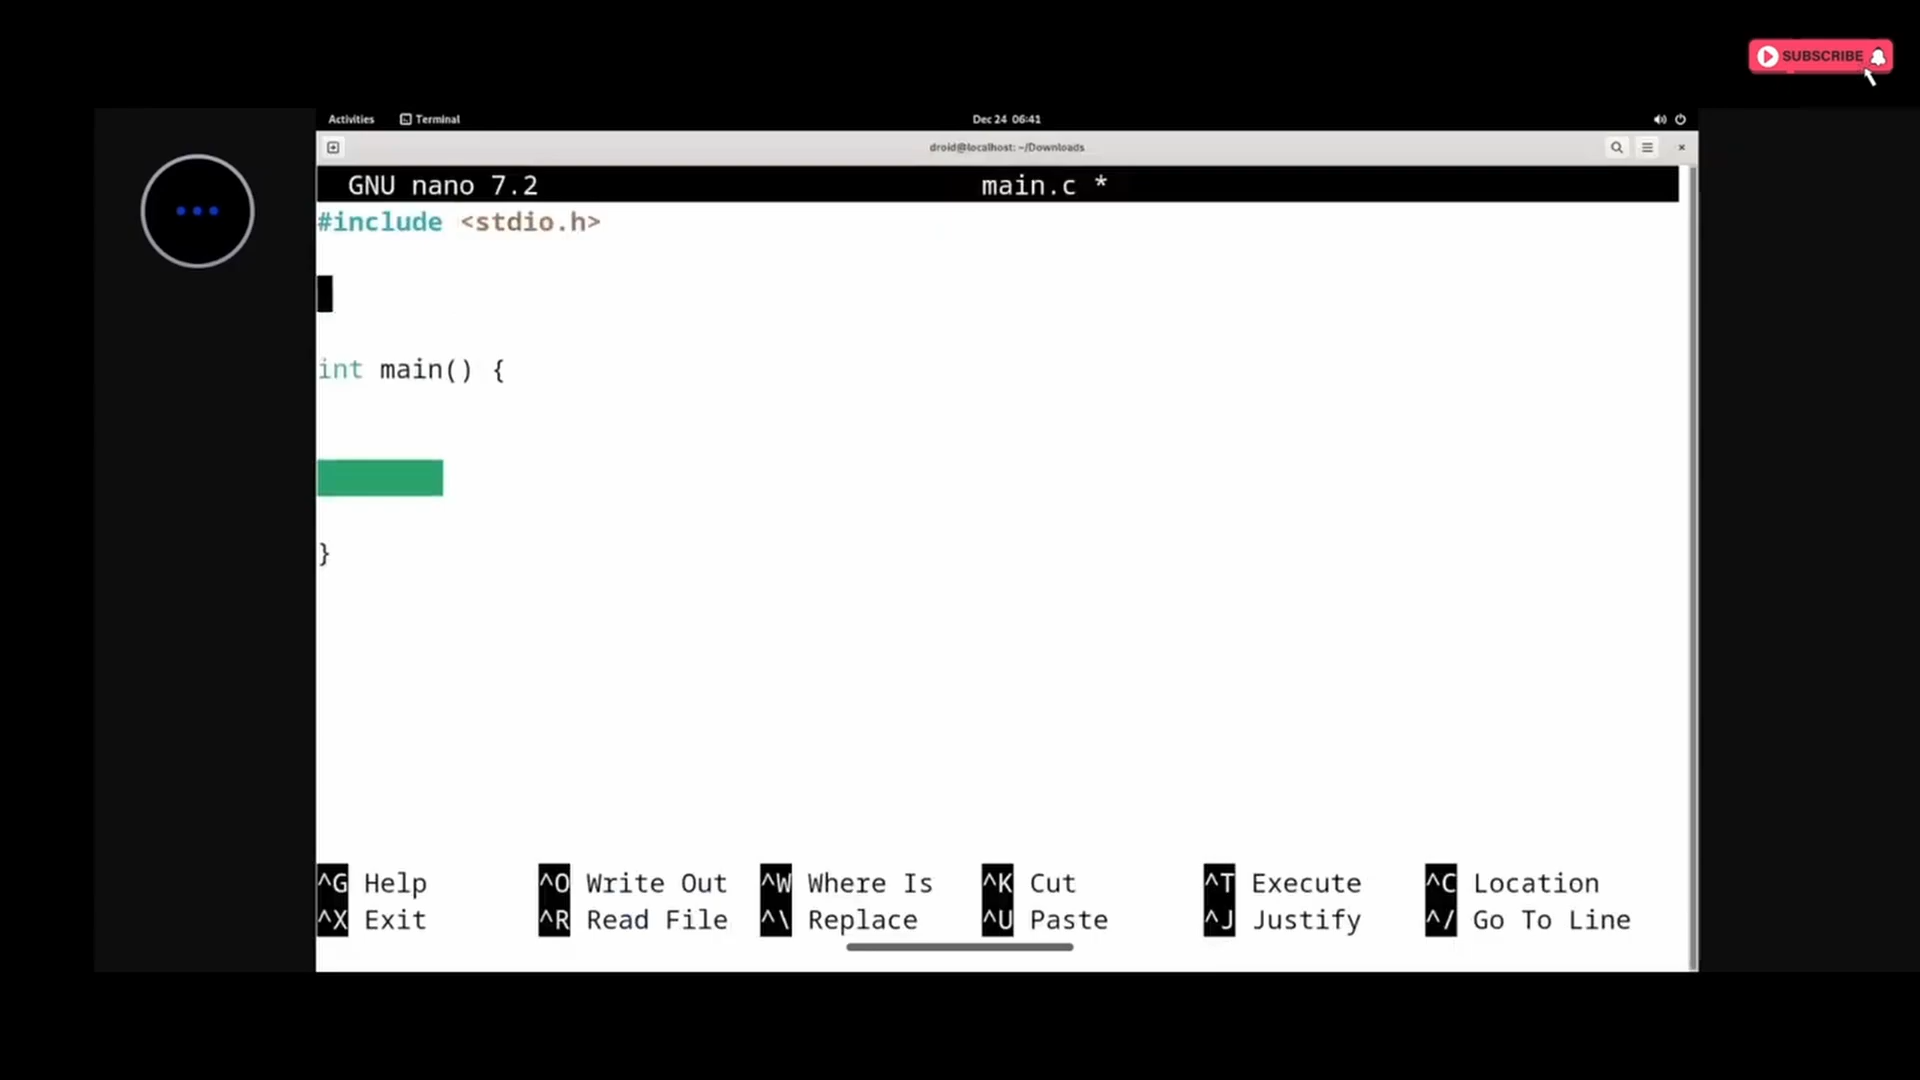 SUBSCRIBE
Activities Terminal Dec 24 06:41
droid@localhost: ~/Downloads
GNU nano 7.2 main.c *
#include <stdio.h>
int main() {
}
^G Help ^O Write Out ^W Where Is ^K Cut ^T Execute ^C Location
^X Exit ^R Read File ^\ Replace ^U Paste ^J Justify ^/ Go To Line